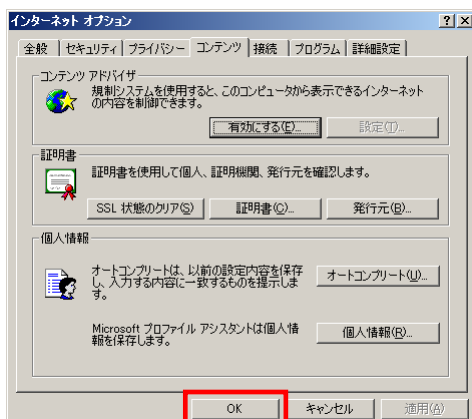 インターネット オプション
全般 セキュリティ プライバシー コンテンツ 接続 プログラム 詳細設定
コンテンツ アドバイザ
規制システムを使用すると、このコンピュータから表示できるインターネット
の内容を制御できます。
有効にする(E)... 設定(T)...
証明書
証明書を使用して個人、証明機関、発行元を確認します。
SSL 状態のクリア(S) 証明書(C)... 発行元(B)...
個人情報
オートコンプリートは、以前の設定内容を保存
し、入力する内容に一致するものを提示しま
す。
オートコンプリート(U)...
Microsoft プロファイル アシスタントは個人情
報を保存します。
個人情報(R)...
OK キャンセル 適用(A)